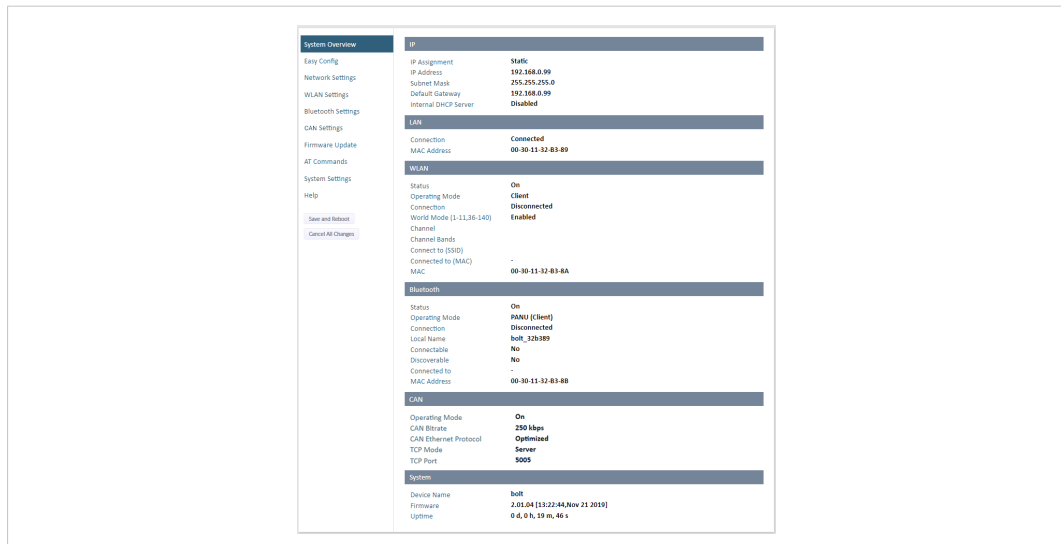 System Overview
Easy Config
Network Settings
WLAN Settings
Bluetooth Settings
CAN Settings
Firmware Update
AT Commands
System Settings
Help
Save and Reboot
Cancel All Changes
IP
IP Assignment Static
IP Address 192.168.0.99
Subnet Mask 255.255.255.0
Default Gateway 192.168.0.99
Internal DHCP Server Disabled
LAN
Connection Connected
MAC Address 00-30-11-32-B3-89
WLAN
Status On
Operating Mode Client
Connection Disconnected
World Mode (1-11,36-140) Enabled
Channel
Channel Bands
Connect to (SSID)
Connected to (MAC) -
MAC 00-30-11-32-B3-8A
Bluetooth
Status On
Operating Mode PANU (Client)
Connection Disconnected
Local Name bolt_32b389
Connectable No
Discoverable No
Connected to -
MAC Address 00-30-11-32-B3-8B
CAN
Operating Mode On
CAN Bitrate 250 kbps
CAN Ethernet Protocol Optimized
TCP Mode Server
TCP Port 5005
System
Device Name bolt
Firmware 2.01.04 [13:22:44,Nov 21 2019]
Uptime 0 d, 0 h, 19 m, 46 s